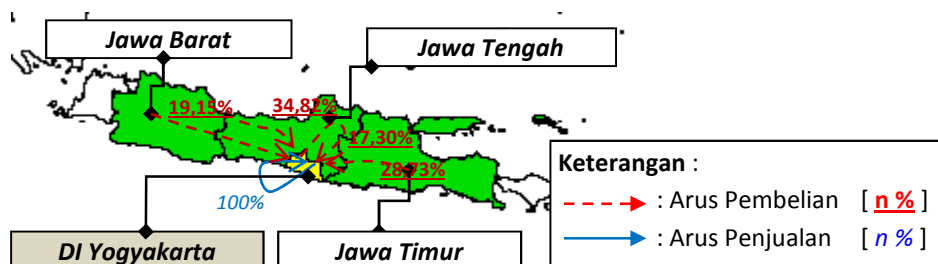 Jawa Barat
Jawa Tengah
19,15%
34,82%
17,30%
28,73%
100%
DI Yogyakarta
Jawa Timur
Keterangan :
: Arus Pembelian [ n % ]
: Arus Penjualan [ n % ]